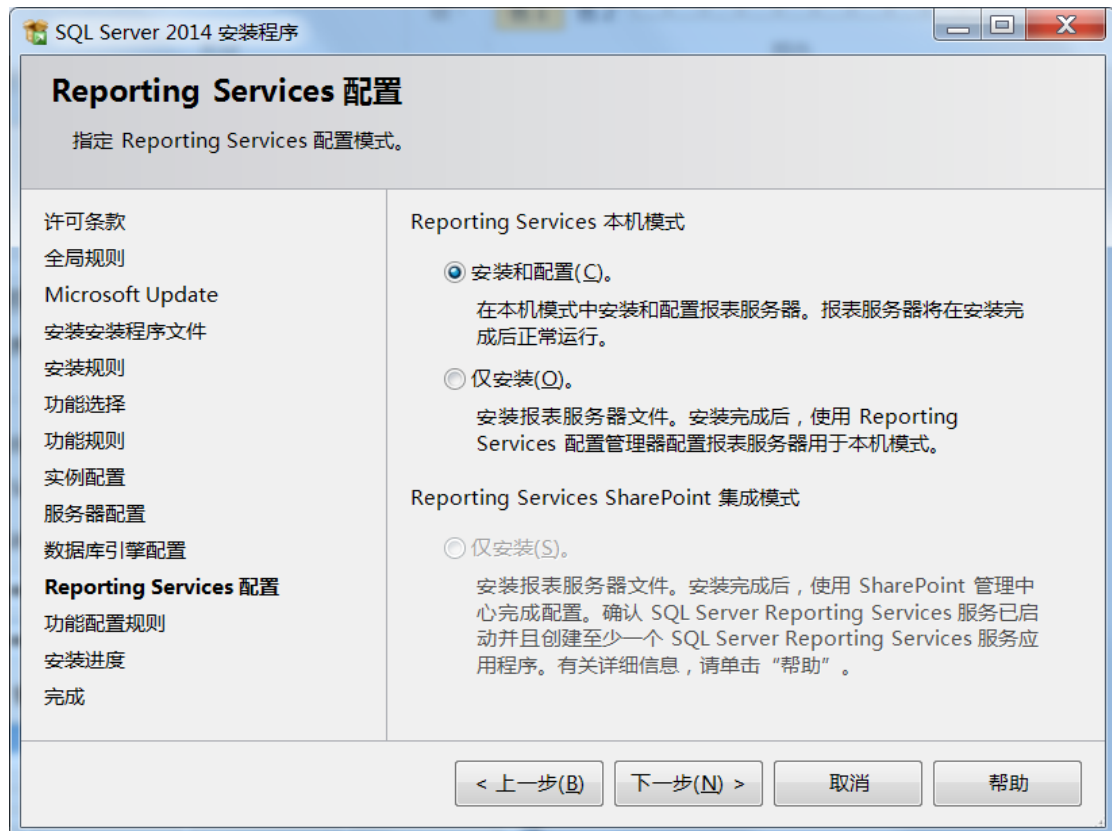 SQL Server 2014 安装程序
Reporting Services 配置
指定 Reporting Services 配置模式。
许可条款
全局规则
Microsoft Update
安装安装程序文件
安装规则
功能选择
功能规则
实例配置
服务器配置
数据库引擎配置
Reporting Services 配置
功能配置规则
安装进度
完成
Reporting Services 本机模式
安装和配置(C)。
在本机模式中安装和配置报表服务器。报表服务器将在安装完
成后正常运行。
仅安装(O)。
安装报表服务器文件。安装完成后，使用 Reporting
Services 配置管理器配置报表服务器用于本机模式。
Reporting Services SharePoint 集成模式
仅安装(S)。
安装报表服务器文件。安装完成后，使用 SharePoint 管理中
心完成配置。确认 SQL Server Reporting Services 服务已启
动并且创建至少一个 SQL Server Reporting Services 服务应
用程序。有关详细信息，请单击“帮助”。
< 上一步(B)
下一步(N) >
取消
帮助